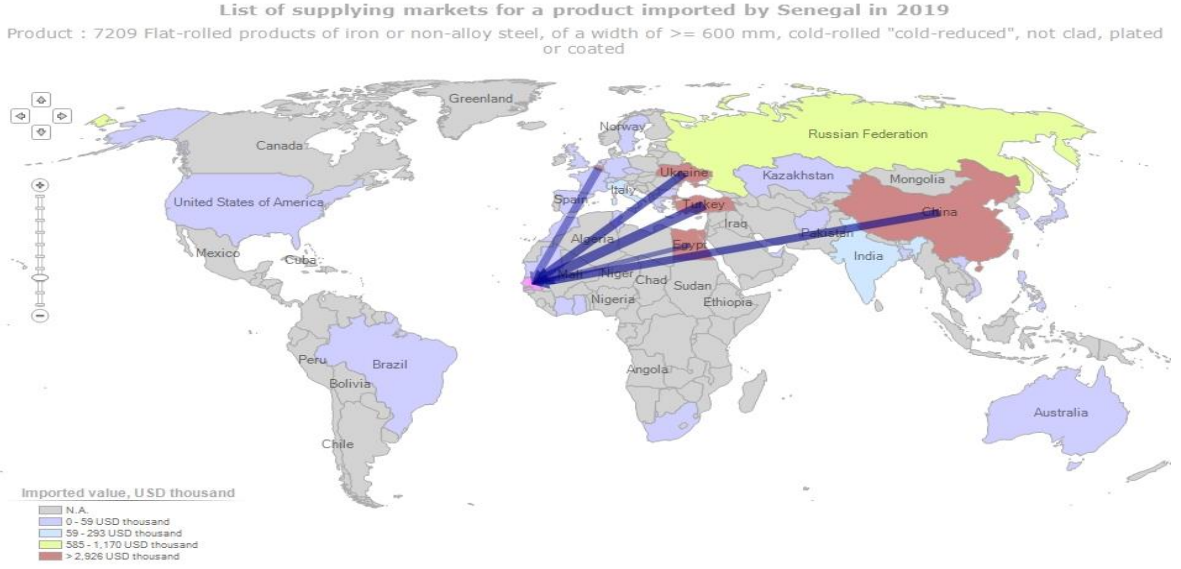 List of supplying markets for a product imported by Senegal in 2019
Product : 7209 Flat-rolled products of iron or non-alloy steel, of a width of >= 600 mm, cold-rolled "cold-reduced", not clad, plated
or coated
Greenland
Norway
Russian Federation
Canada
Ukraine
Kazakhstan
Mongolia
Italy
Spain
United States of America
Turkey
China
Iraq
Pakistan
Algeria
Egypt
Mexico
Cuba
India
Mali
Niger
Chad
Sudan
Nigeria
Ethiopia
Peru
Brazil
Angola
Bolivia
Australia
Chile
Imported value, USD thousand
N.A.
0 - 59 USD thousand
59 - 293 USD thousand
585 - 1,170 USD thousand
> 2,926 USD thousand